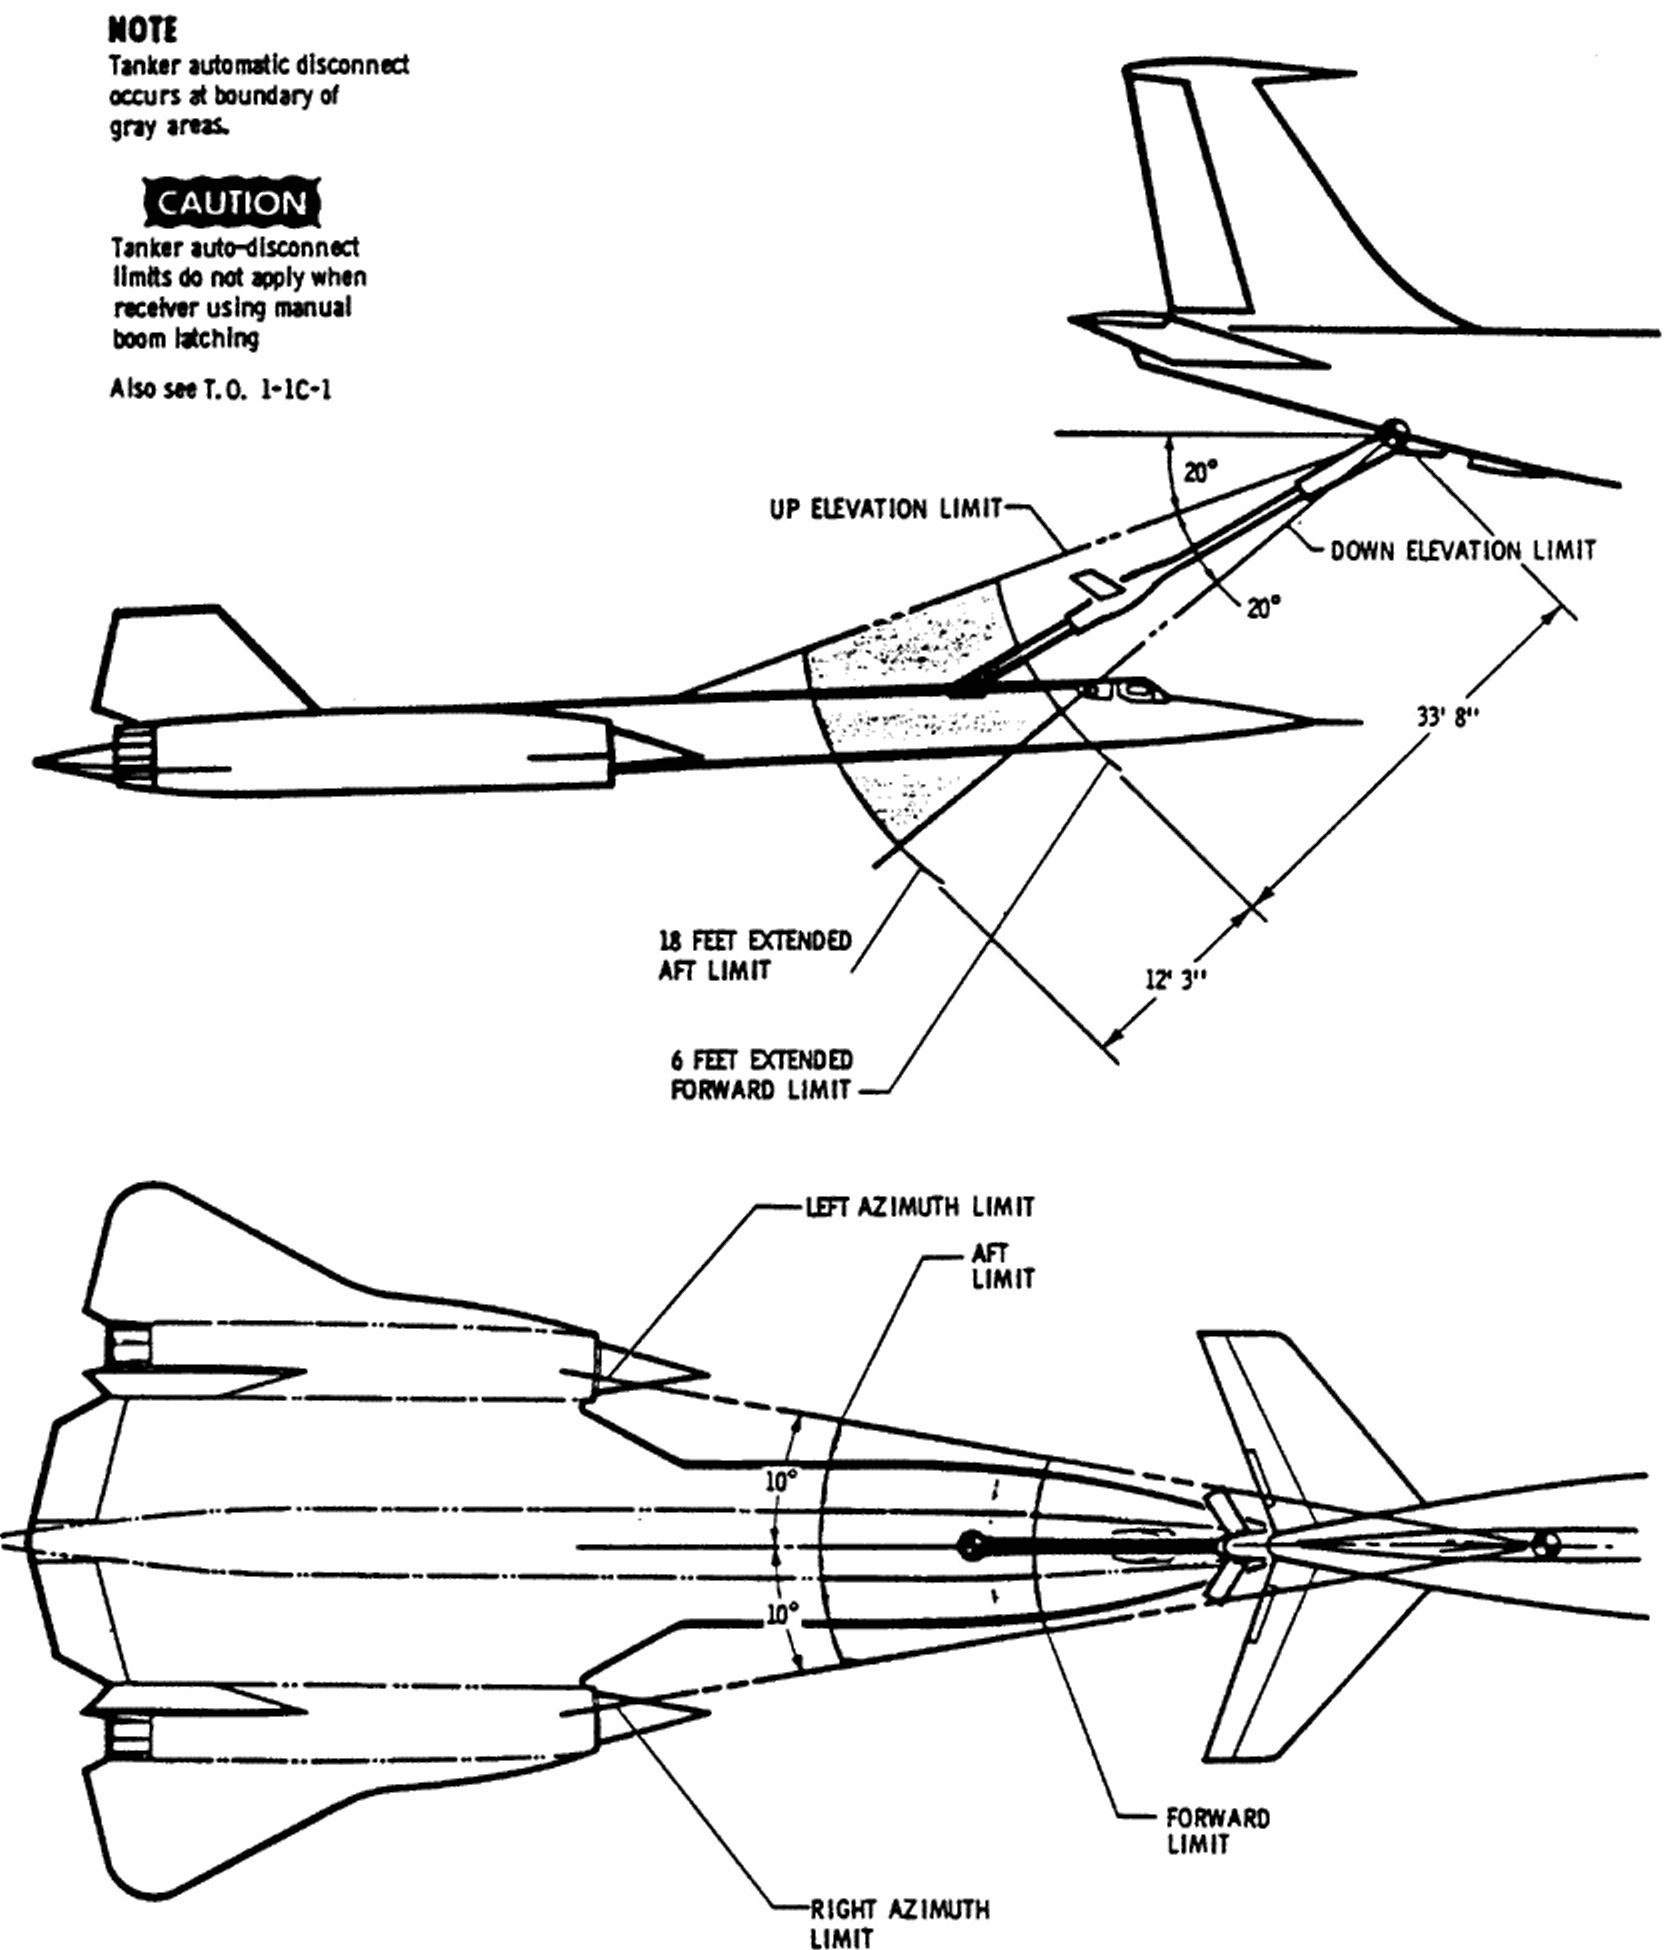 NOTE
Tanker automatic disconnect
occurs at boundary of
gray areas.
CAUTION
Tanker auto-disconnect
limits do not apply when
receiver using manual
boom latching
Also see T.O. 1-1C-1
20°
UP ELEVATION LIMIT
DOWN ELEVATION LIMIT
20°
33' 8"
18 FEET EXTENDED
AFT LIMIT
12' 3"
6 FEET EXTENDED
FORWARD LIMIT
LEFT AZIMUTH LIMIT
AFT
LIMIT
10°
10°
FORWARD
LIMIT
RIGHT AZIMUTH
LIMIT